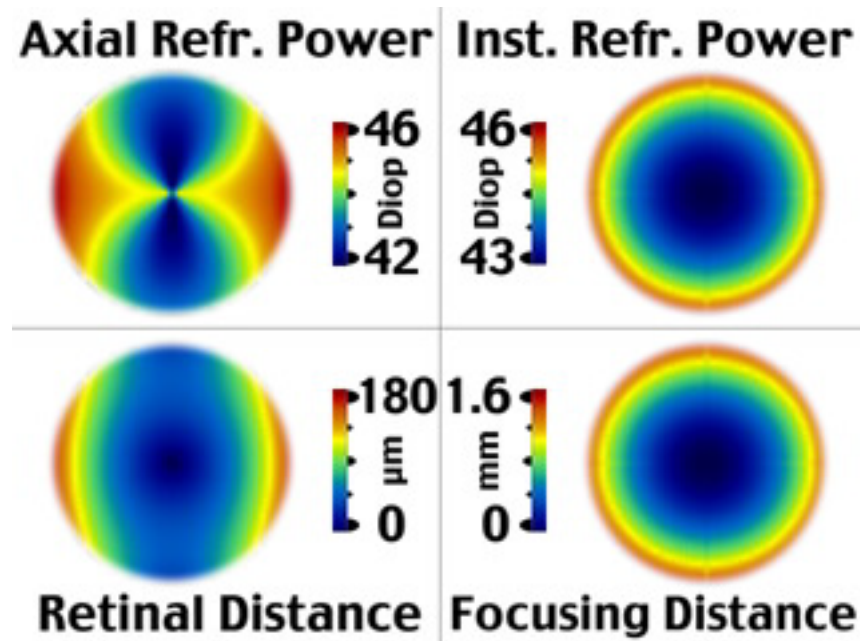 Axial Refr. Power
46
Diop
42
Inst. Refr. Power
46
Diop
43
180
µm
0
Retinal Distance
1.6
mm
0
Focusing Distance